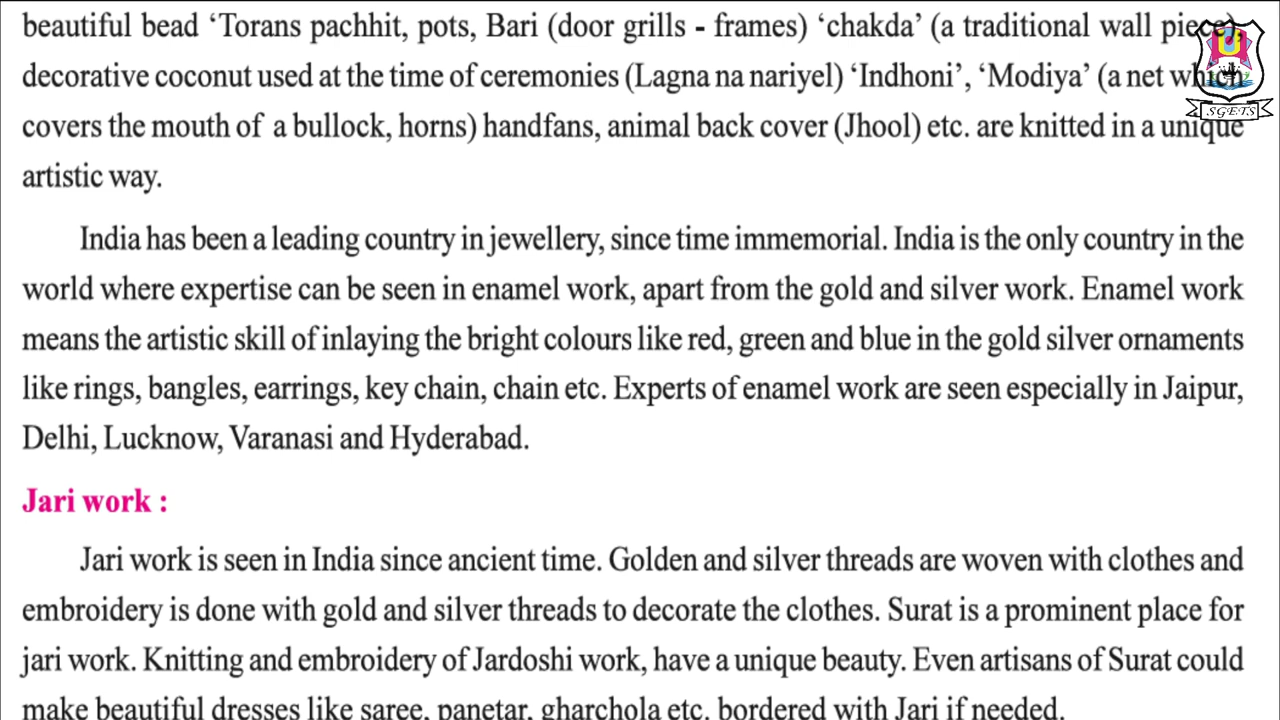 beautiful bead ‘Torans pachhit, pots, Bari (door grills - frames) ‘chakda’ (a traditional wall piece),
decorative coconut used at the time of ceremonies (Lagna na nariyel) ‘Indhoni’, ‘Modiya’ (a net which
covers the mouth of a bullock, horns) handfans, animal back cover (Jhool) etc. are knitted in a unique
artistic way.
India has been a leading country in jewellery, since time immemorial. India is the only country in the
world where expertise can be seen in enamel work, apart from the gold and silver work. Enamel work
means the artistic skill of inlaying the bright colours like red, green and blue in the gold silver ornaments
like rings, bangles, earrings, key chain, chain etc. Experts of enamel work are seen especially in Jaipur,
Delhi, Lucknow, Varanasi and Hyderabad.
Jari work :
Jari work is seen in India since ancient time. Golden and silver threads are woven with clothes and
embroidery is done with gold and silver threads to decorate the clothes. Surat is a prominent place for
jari work. Knitting and embroidery of Jardoshi work, have a unique beauty. Even artisans of Surat could
make beautiful dresses like saree, panetar, gharchola etc. bordered with Jari if needed.
SGETS